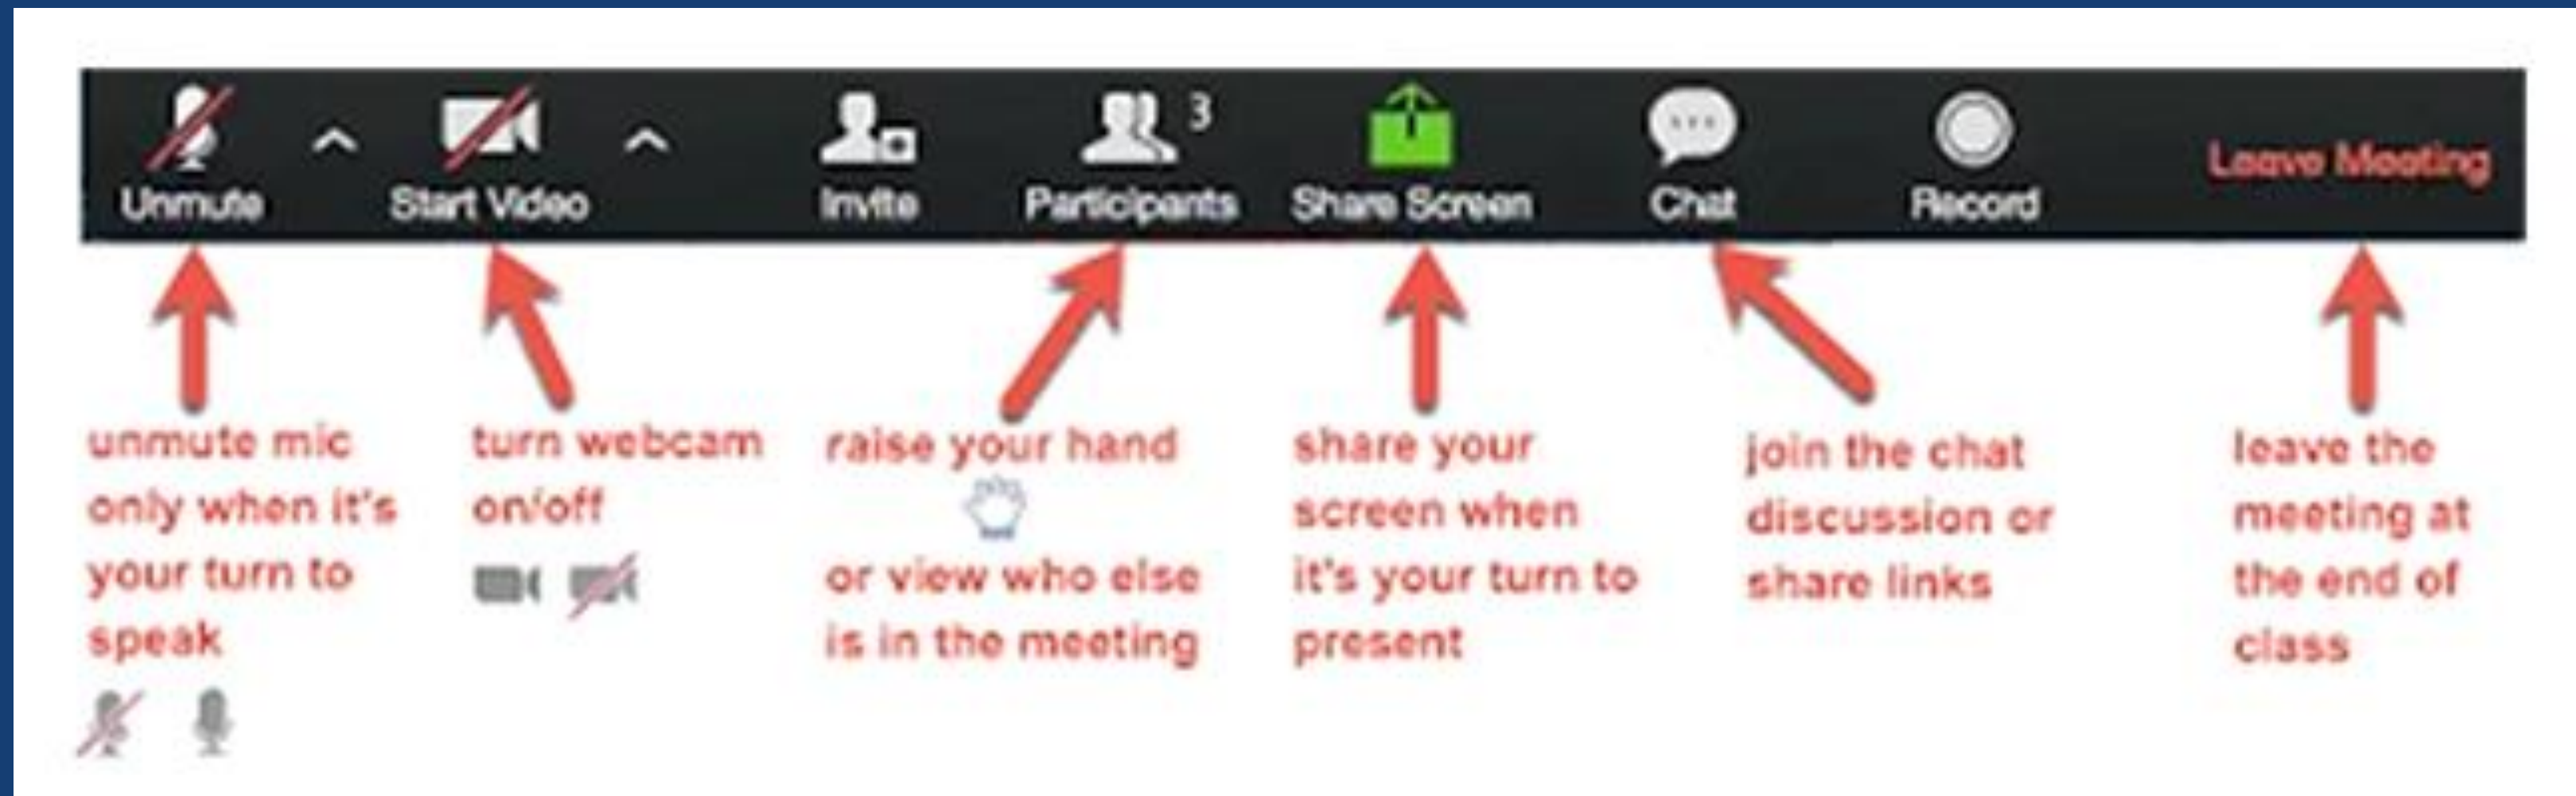 Unmute
Start Video
Invite
Participants
3
Share Screen
Chat
Record
Leave Meeting
unmute mic
only when it's
your turn to
speak
turn webcam
on/off
raise your hand
or view who else
is in the meeting
share your
screen when
it's your turn to
present
join the chat
discussion or
share links
leave the
meeting at
the end of
class